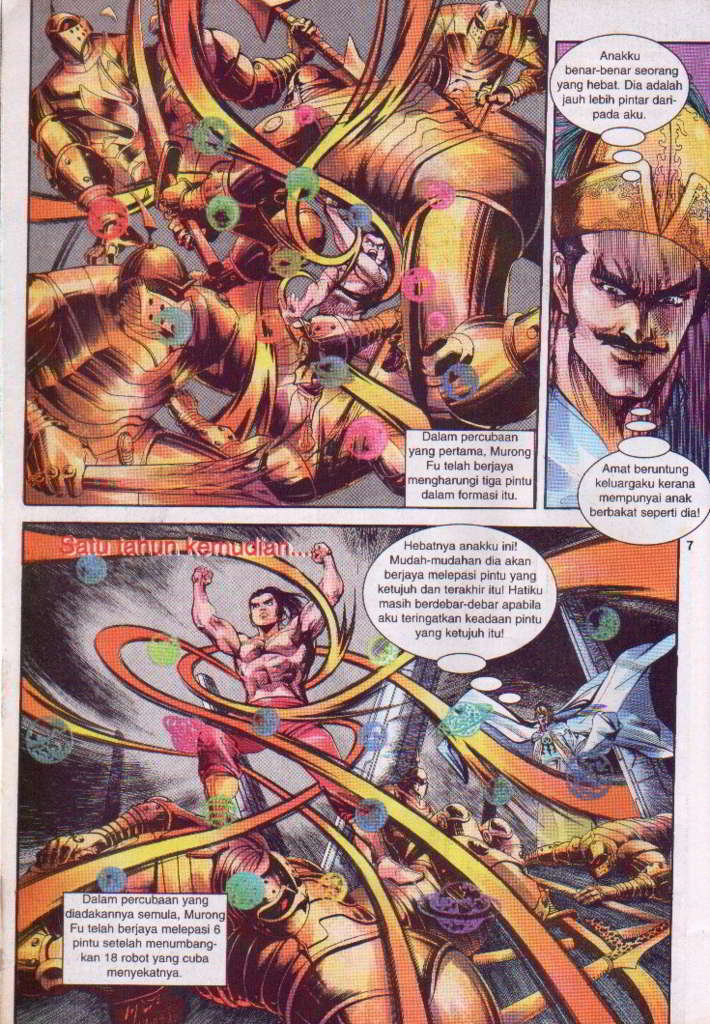 Anakku
benar-benar seorang
yang hebat. Dia adalah
jauh lebih pintar dari-
pada aku.
Dalam percubaan
yang pertama, Murong
Fu telah berjaya
mengharungi tiga pintu
dalam formasi itu.
Amat beruntung
keluargaku kerana
mempunyai anak
berbakat seperti dia!
7
Satu tahun kemudian...
Hebatnya anakku ini!
Mudah-mudahan dia akan
berjaya melepasi pintu yang
ketujuh dan terakhir itu! Hatiku
masih berdebar-debar apabila
aku teringatkan keadaan pintu
yang ketujuh itu!
Dalam percubaan yang
diadakannya semula, Murong
Fu telah berjaya melepasi 6
pintu setelah menumbang-
kan 18 robot yang cuba
menyekatnya.